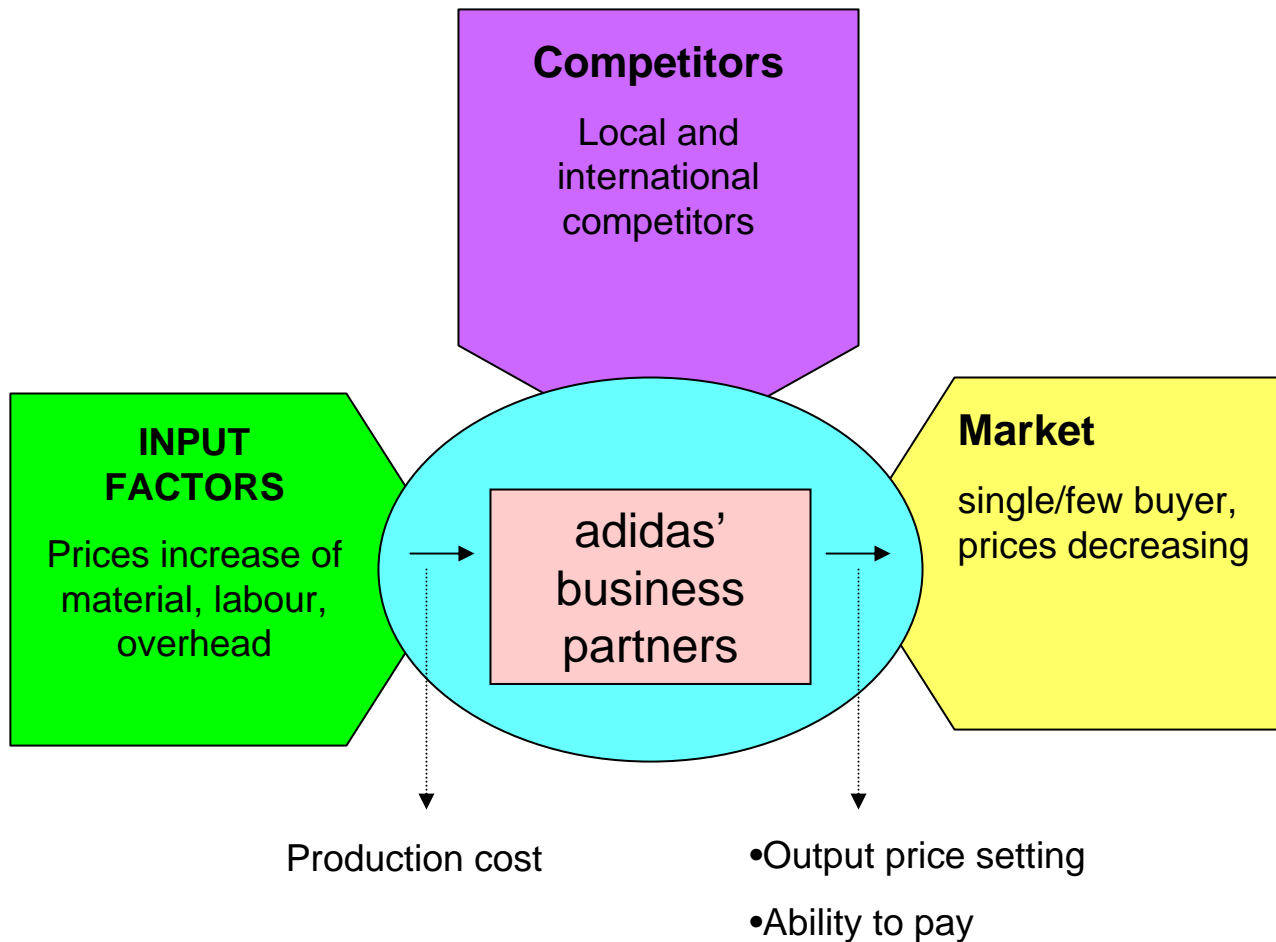 Competitors
Local and
international
competitors
INPUT
FACTORS
Prices increase of
material, labour,
overhead
adidas’
business
partners
Market
single/few buyer,
prices decreasing
Production cost
•Output price setting
•Ability to pay